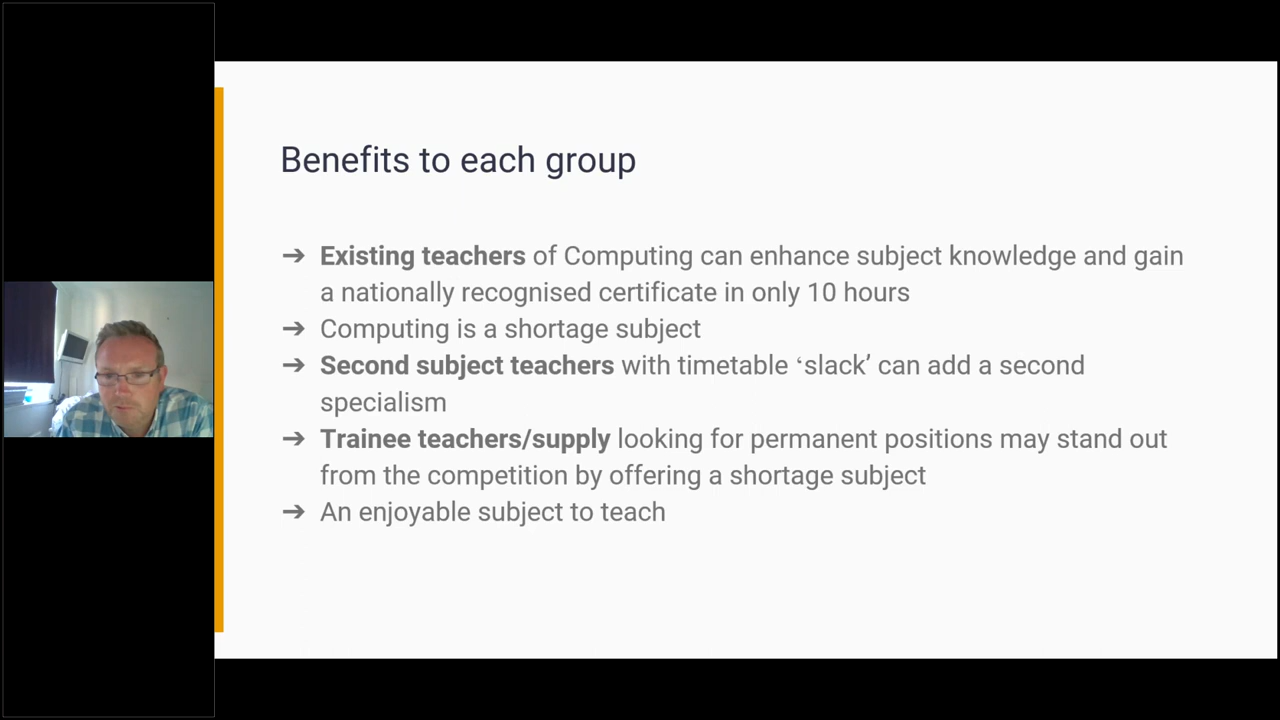 Benefits to each group
➔ Existing teachers of Computing can enhance subject knowledge and gain
a nationally recognised certificate in only 10 hours
➔ Computing is a shortage subject
➔ Second subject teachers with timetable ‘slack’ can add a second
specialism
➔ Trainee teachers/supply looking for permanent positions may stand out
from the competition by offering a shortage subject
➔ An enjoyable subject to teach